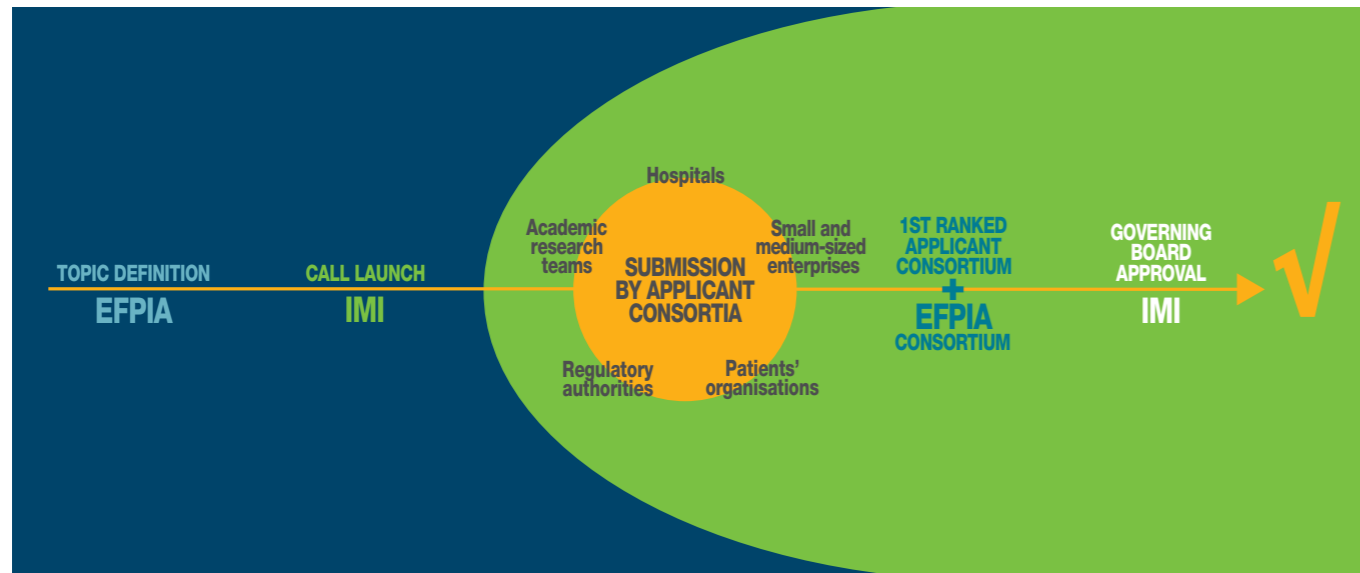 TOPIC DEFINITION
EFPIA
CALL LAUNCH
IMI
Hospitals
Academic
research
teams
Small and
medium-sized
enterprises
SUBMISSION
BY APPLICANT
CONSORTIA
Regulatory
authorities
Patients’
organisations
1ST RANKED
APPLICANT
CONSORTIUM
+
EFPIA
CONSORTIUM
GOVERNING
BOARD
APPROVAL
IMI